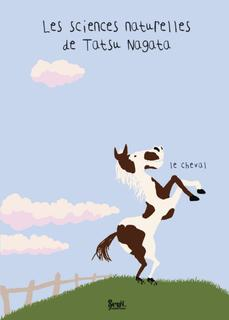 Les sciences naturelles
de Tatsu Nagata
le cheval
Seuil